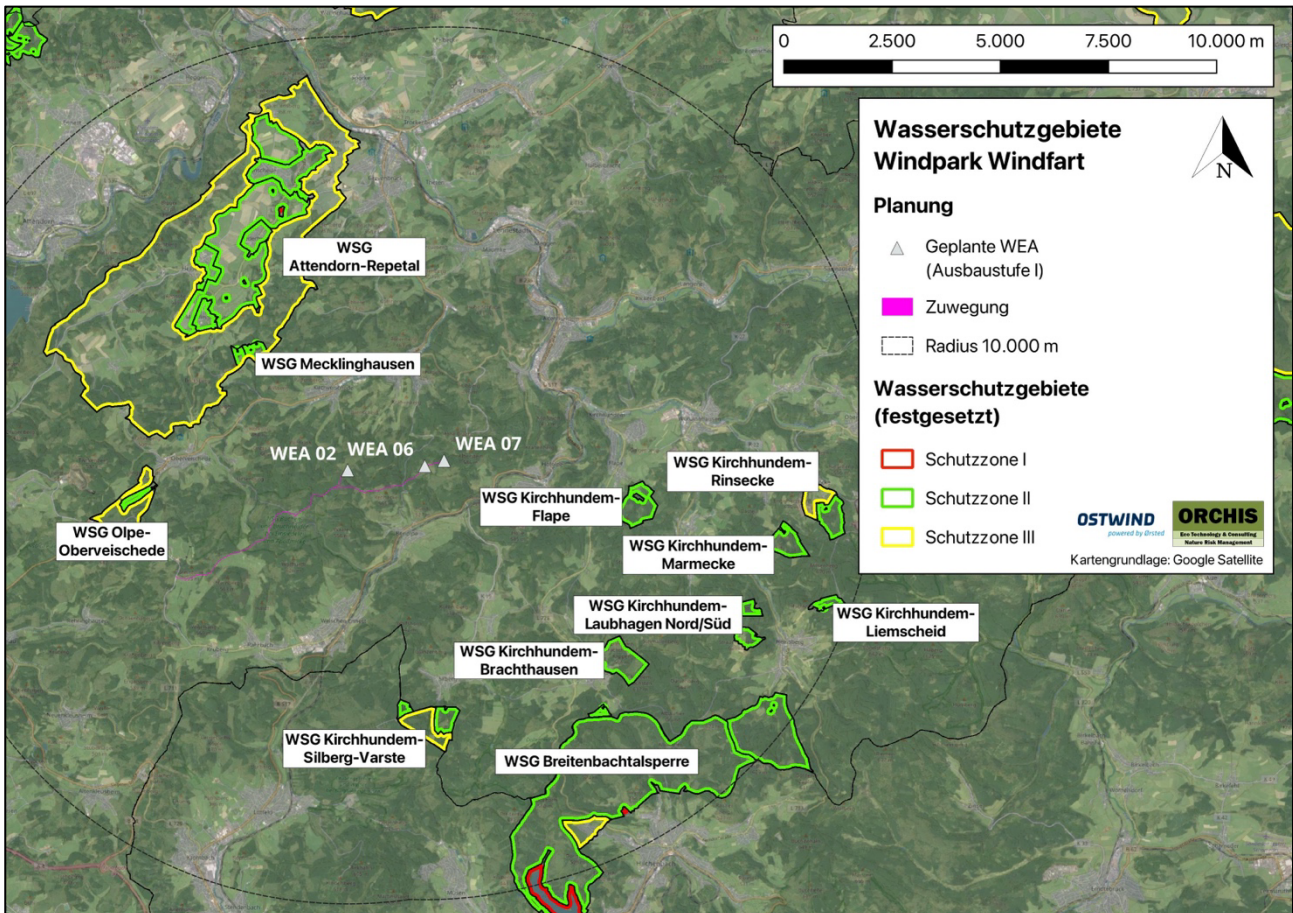 0 2.500 5.000 7.500 10.000 m
Wasserschutzgebiete
Windpark Windfart
N
Planung
Geplante WEA
(Ausbaustufe I)
Zuwegung
Radius 10.000 m
Wasserschutzgebiete
(festgesetzt)
Schutzzone I
Schutzzone II
Schutzzone III
OSTWIND
powered by Ørsted
ORCHIS
Eco Technology & Consulting
Nature Risk Management
Kartengrundlage: Google Satellite
WSG
Attendorn-Repetal
WSG Mecklinghausen
WEA 02
WEA 06
WEA 07
WSG Olpe-
Oberveischede
WSG Kirchhundem-
Flape
WSG Kirchhundem-
Rinsecke
WSG Kirchhundem-
Marmecke
WSG Kirchhundem-
Laubhagen Nord/Süd
WSG Kirchhundem-
Liemscheid
WSG Kirchhundem-
Brachthausen
WSG Kirchhundem-
Silberg-Varste
WSG Breitenbachtalsperre